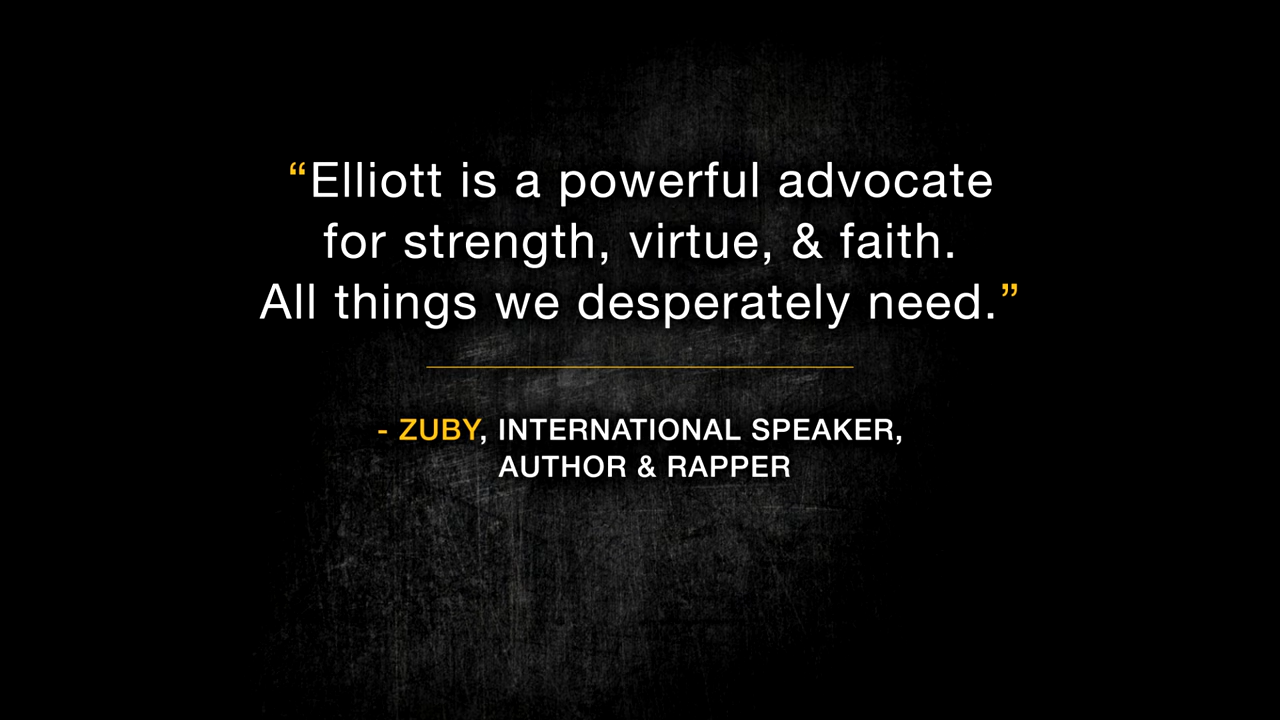 “Elliott is a powerful advocate
for strength, virtue, & faith.
All things we desperately need.”
- ZUBY, INTERNATIONAL SPEAKER,
AUTHOR & RAPPER